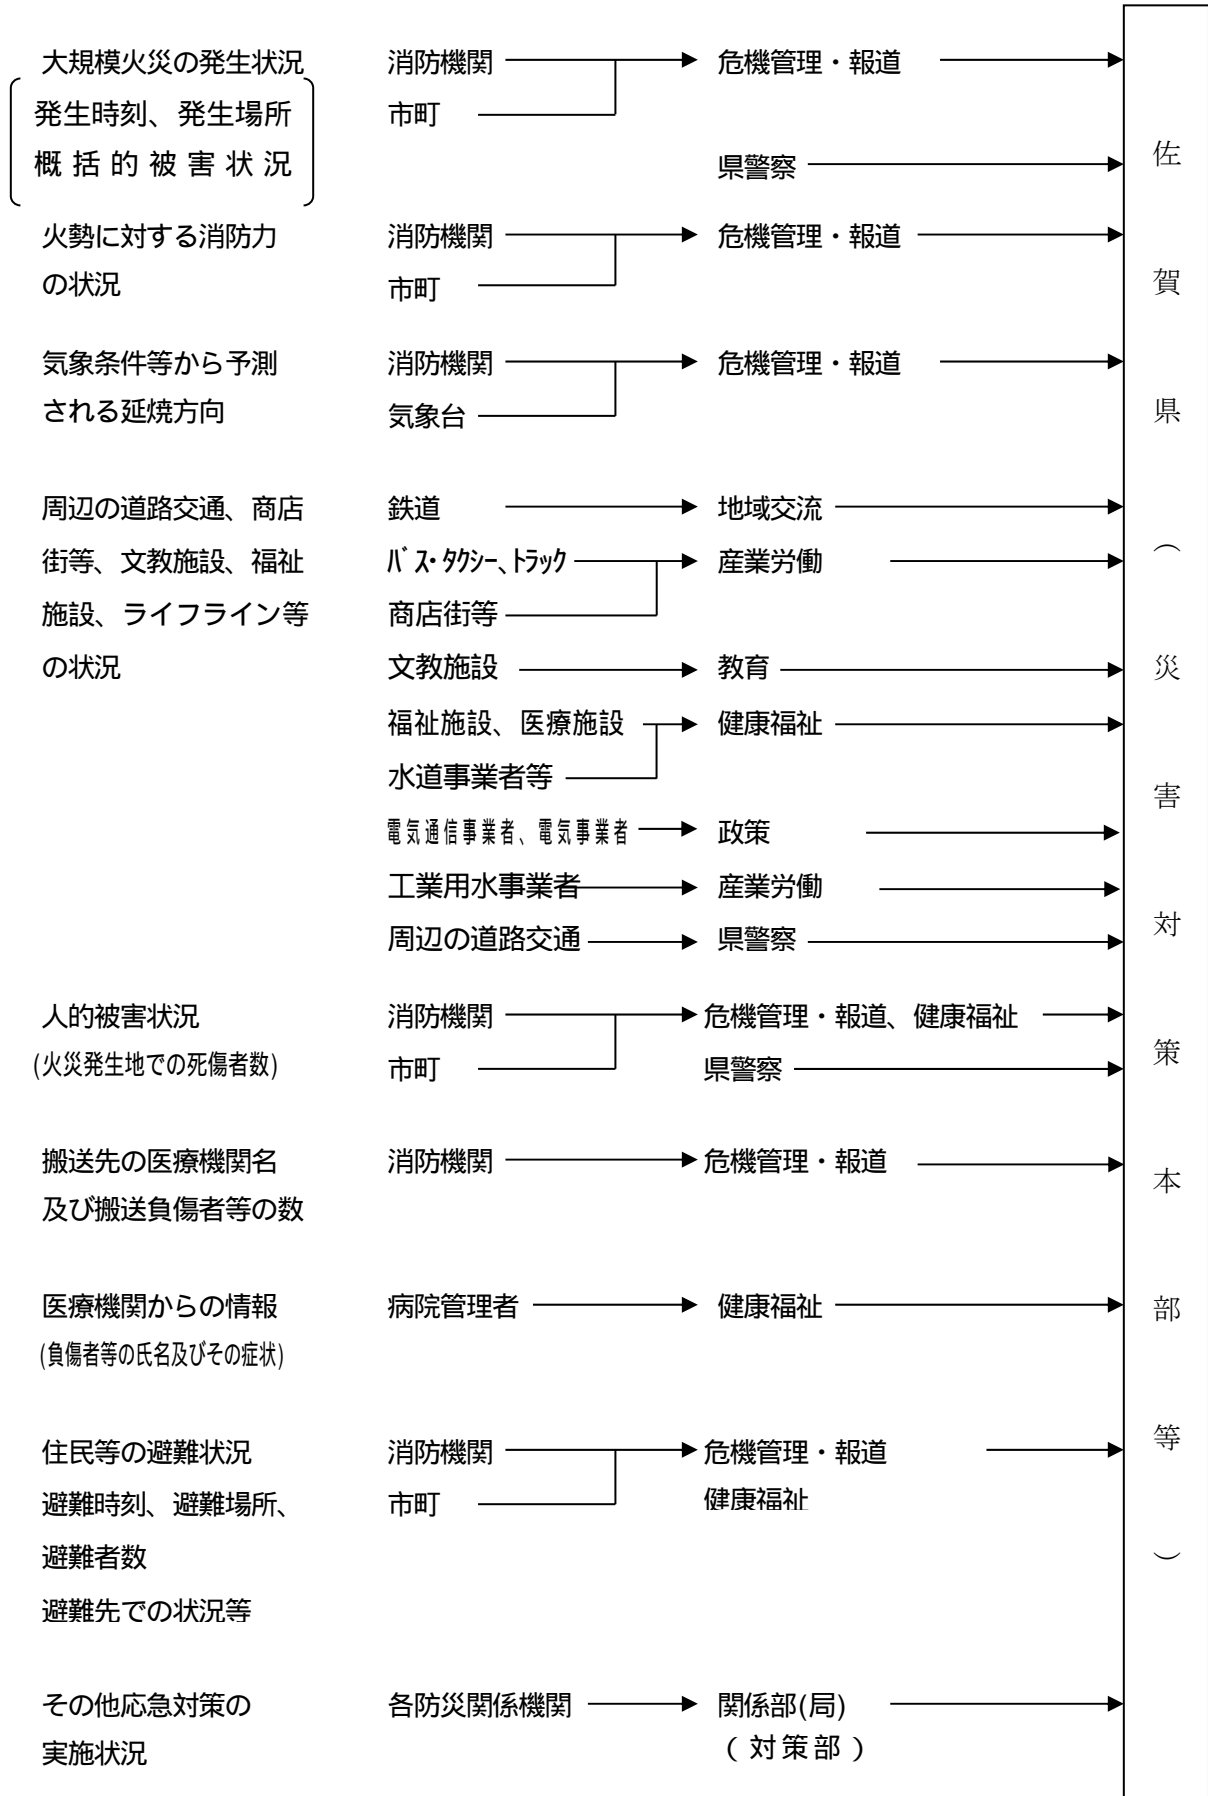 大規模火災の発生状況 消防機関 危機管理・報道
発生時刻、発生場所 市町
概括的被害状況 県警察
火勢に対する消防力 消防機関 危機管理・報道
の状況 市町
気象条件等から予測 消防機関 危機管理・報道
される延焼方向 気象台
周辺の道路交通、商店 鉄道 地域交流
街等、文教施設、福祉 バス・タクシー、トラック 産業労働
施設、ライフライン等 商店街等
の状況 文教施設 教育
福祉施設、医療施設 健康福祉
水道事業者等
電気通信事業者、電気事業者 政策
工業用水事業者 産業労働
周辺の道路交通 県警察
人的被害状況 消防機関 危機管理・報道、健康福祉
(火災発生地での死傷者数) 市町 県警察
搬送先の医療機関名 消防機関 危機管理・報道
及び搬送負傷者等の数
医療機関からの情報 病院管理者 健康福祉
(負傷者等の氏名及びその症状)
住民等の避難状況 消防機関 危機管理・報道
避難時刻、避難場所、 市町 健康福祉
避難者数
避難先での状況等
その他応急対策の 各防災関係機関 関係部(局)
実施状況 (対策部)
佐賀県(災害対策本部等)